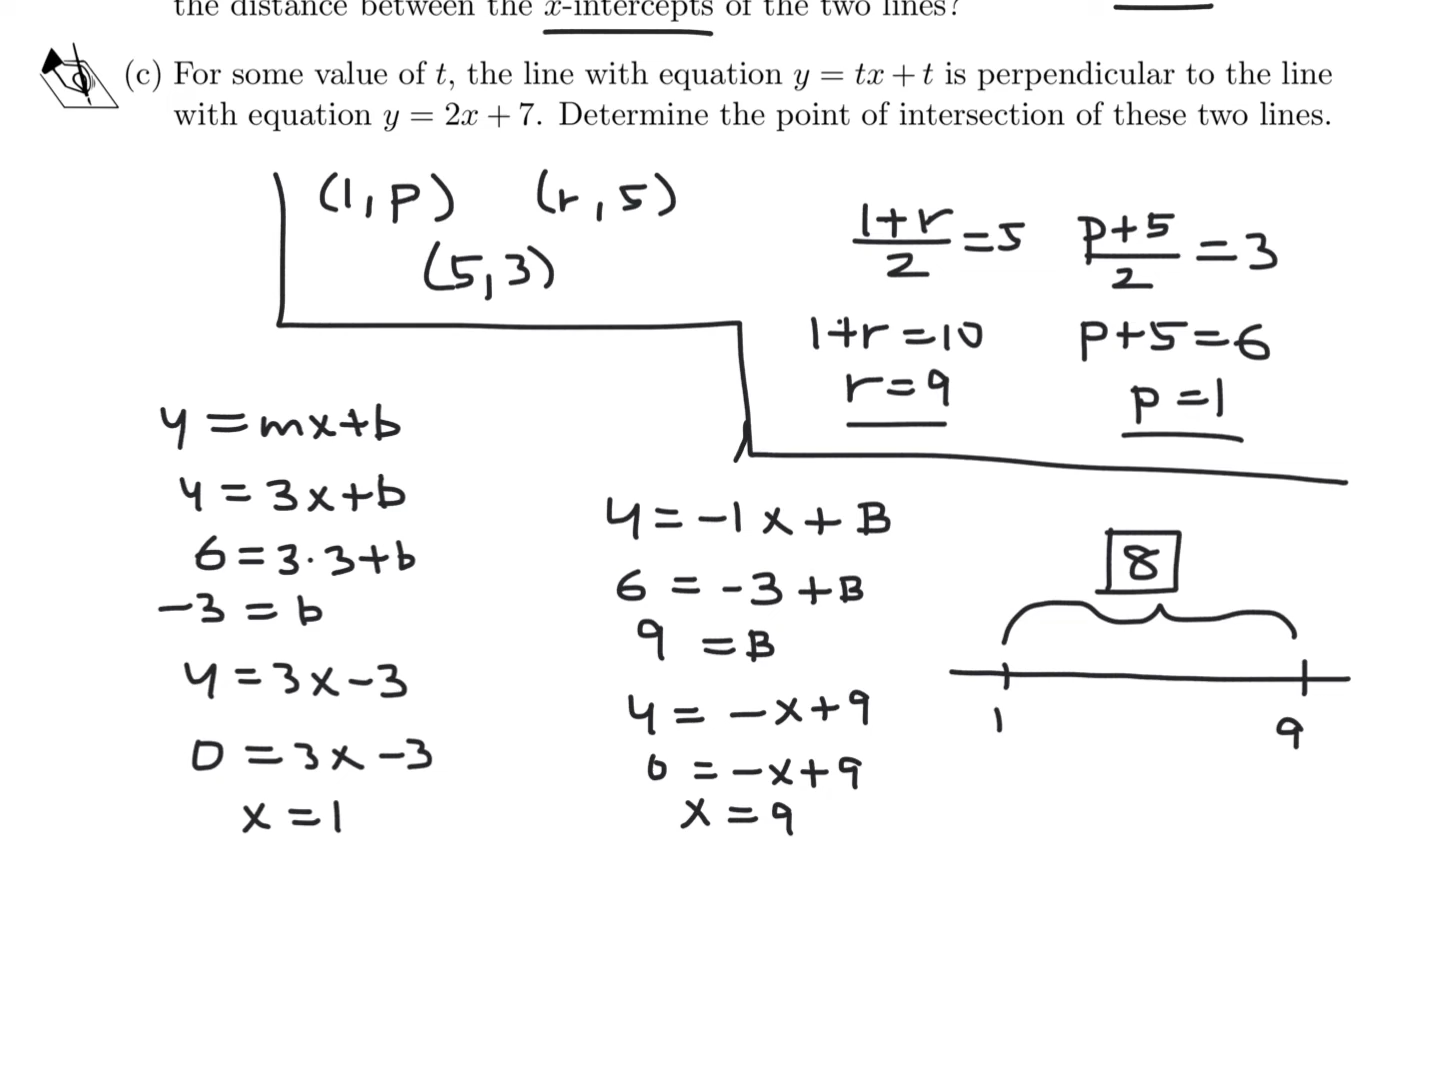 the distance between the x-intercepts of the two lines?
(c) For some value of t, the line with equation y = tx + t is perpendicular to the line
with equation y = 2x + 7. Determine the point of intersection of these two lines.
(1, p) (r, 5)
(5, 3)
1+r/2 = 5
1+r = 10
r = 9
p+5/2 = 3
p+5 = 6
p = 1
y = mx+b
y = 3x+b
6 = 3·3+b
-3 = b
y = 3x-3
0 = 3x-3
x = 1
y = -1x+B
6 = -3+B
9 = B
y = -x+9
0 = -x+9
x = 9
8
1 9